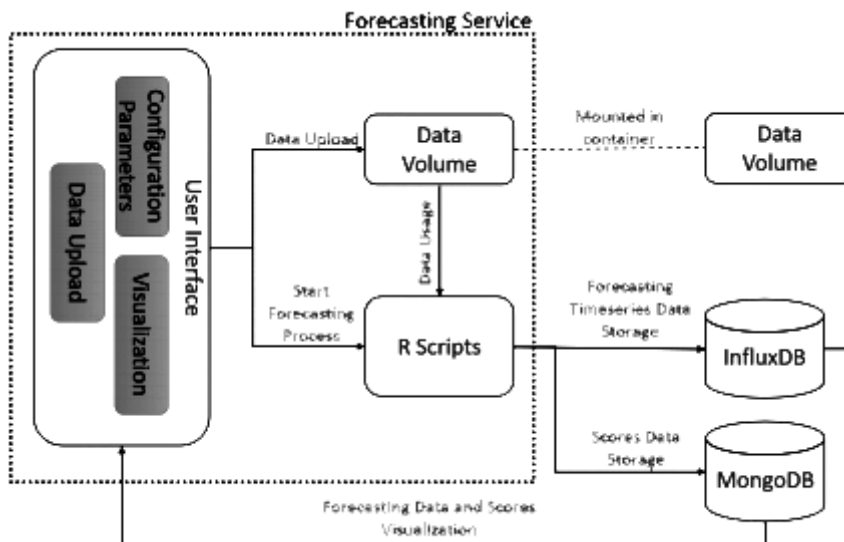 Forecasting Service
Configuration
Parameters
Data Upload
Visualization
User Interface
Data Upload
Data
Volume
Mounted in
container
Data
Volume
Data Usage
Start
Forecasting
Process
R Scripts
Forecasting
Timeseries Data
Storage
InfluxDB
Scores Data
Storage
MongoDB
Forecasting Data and Scores
Visualization